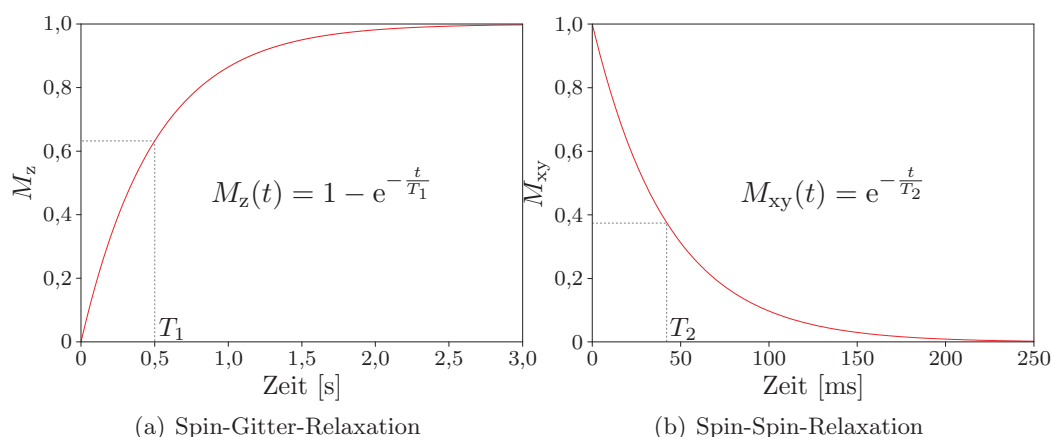 1,0
0,8
0,6
0,4
0,2
0
M_z
M_z(t) = 1 − e^{−t/T_1}
T_1
0 0,5 1,0 1,5 2,0 2,5 3,0
Zeit [s]
(a) Spin-Gitter-Relaxation
1,0
0,8
0,6
0,4
0,2
0
M_xy
M_xy(t) = e^{−t/T_2}
T_2
0 50 100 150 200 250
Zeit [ms]
(b) Spin-Spin-Relaxation